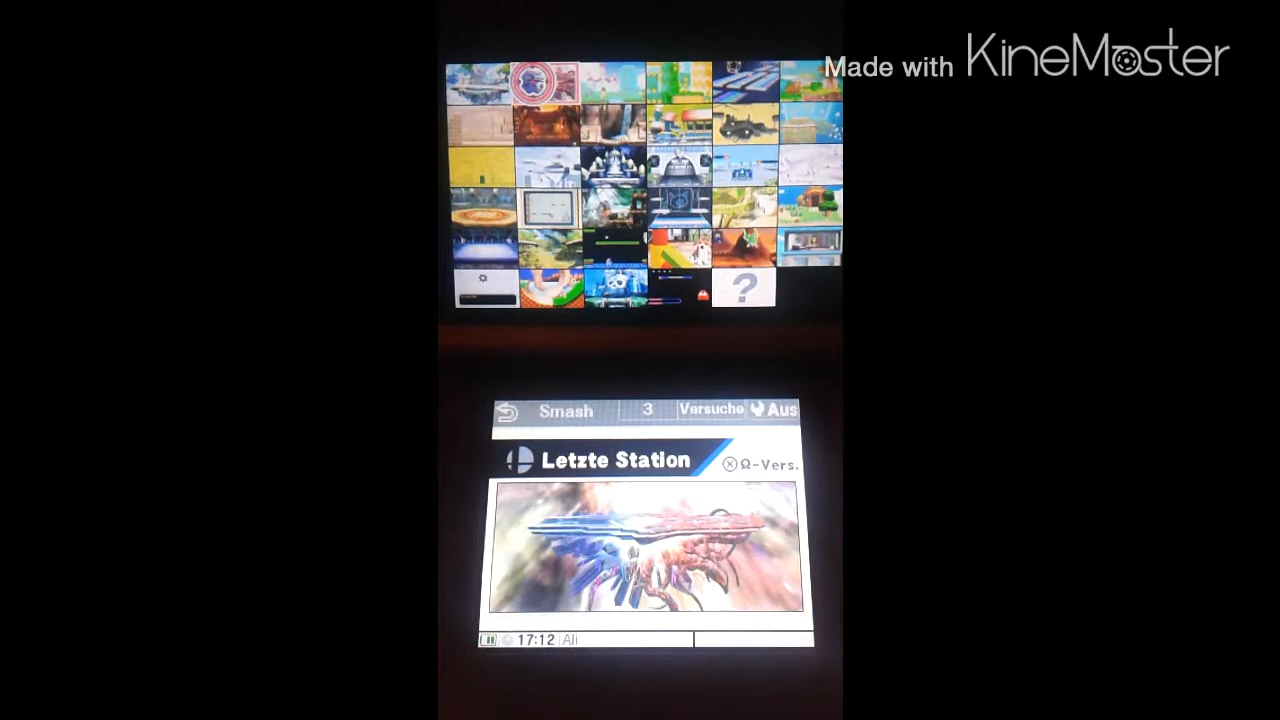 Made with KINEMASTER
?
Smash 3 Versuche Aus
Letzte Station
Ⓧ Ω-Vers.
17:12 Ali